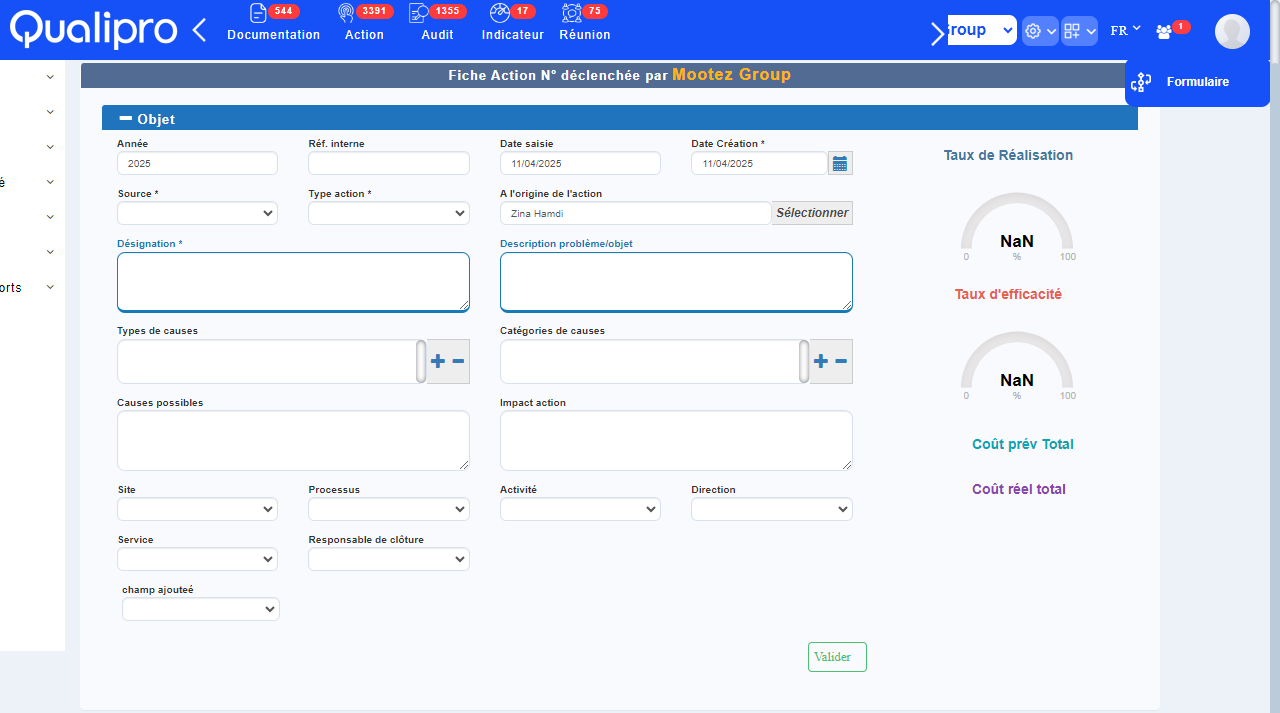 Qualipro
544 3391 1355 17 75
Documentation Action Audit Indicateur Réunion
roup FR 1
Formulaire
Fiche Action N° déclenchée par Mootez Group
Objet
Année Réf. interne Date saisie Date Création *
2025 11/04/2025 11/04/2025
Taux de Réalisation
é
Source * Type action * A l'origine de l'action
Zina Hamdi Sélectionner
Désignation * Description problème/objet
NaN
0 % 100
orts
Taux d'efficacité
Types de causes Catégories de causes
NaN
0 % 100
Causes possibles Impact action
Coût prév Total
Site Processus Activité Direction
Coût réel total
Service Responsable de clôture
champ ajouteé
Valider